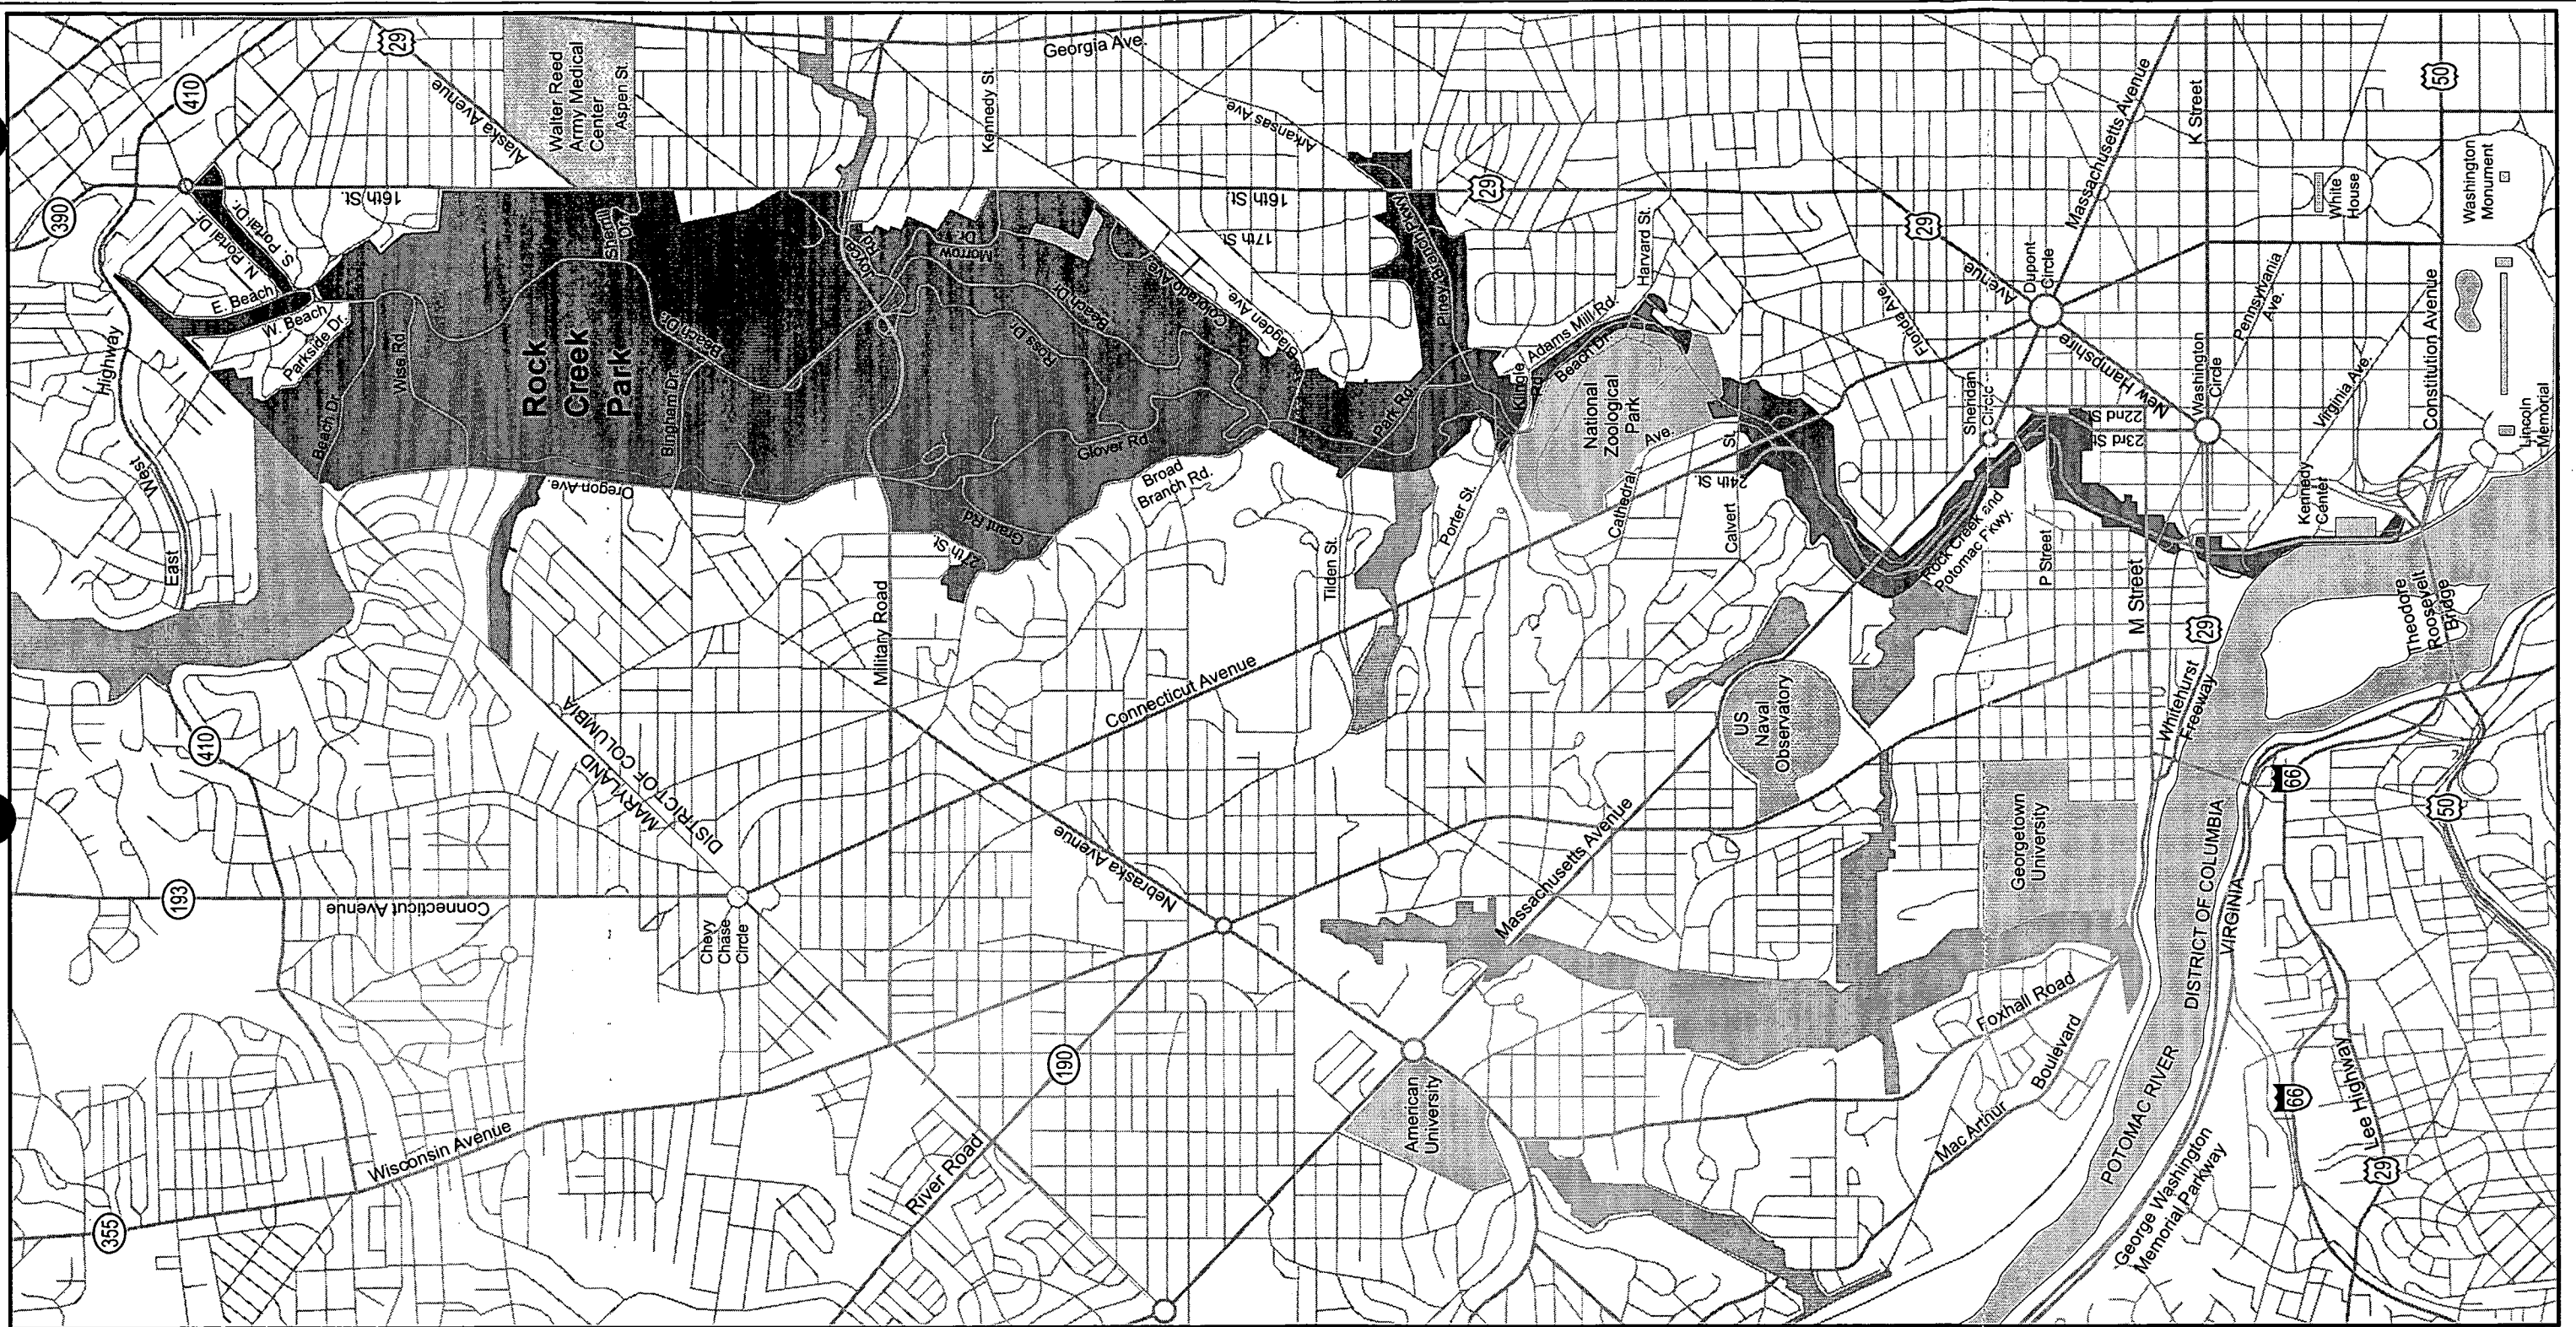 410
29
Alaska Avenue
Walter Reed
Army Medical
Center
Aspen St.
Georgia Ave.
Kennedy St.
Arkansas Ave.
Massachusetts Avenue
K Street
50
390
16th St.
N Portal Dr.
S Portal Dr.
E. Beach
W. Beach
Parkside Dr.
Beach Dr.
Wise Rd
Rock
Creek
Park
Sherrill
Dr.
Beach Dr.
Bingham Dr.
Joyce
Rd
Morrow
Dr.
Ross Dr.
Beach Dr.
Colorado Ave.
Blagden Ave.
16th St.
17th St.
Piney Branch Pkwy.
29
Harvard St.
Adams Mill Rd.
Beach Dr.
Klingle
Rd.
Park Rd.
National
Zoological
Park
29
Florida Ave.
Dupont
Circle
New Hampshire
Avenue
Sheridan
Circle
White
House
Washington
Monument
Pennsylvania
Ave.
Constitution Avenue
Washington
Circle
Virginia Ave.
Lincoln
Memorial
22nd St.
23rd St.
Kennedy
Center
East
West
Highway
Oregon Ave.
Glover Rd.
Broad
Branch Rd.
Grant Rd.
27th St.
Military Road
Tilden St.
Porter St.
Cathedral
Ave.
Calvert
St.
24th St.
Rock Creek and
Potomac Pkwy.
P Street
M Street
29
Theodore
Roosevelt
Bridge
Whitehurst
Freeway
410
MARYLAND
DISTRICT OF COLUMBIA
Connecticut Avenue
US
Naval
Observatory
Georgetown
University
66
50
193
Connecticut Avenue
Chevy
Chase
Circle
Nebraska Avenue
Massachusetts Avenue
DISTRICT OF COLUMBIA
VIRGINIA
Foxhall Road
Mac Arthur
Boulevard
POTOMAC RIVER
66
Lee Highway
29
George Washington
Memorial Parkway
190
American
University
River Road
Wisconsin Avenue
355